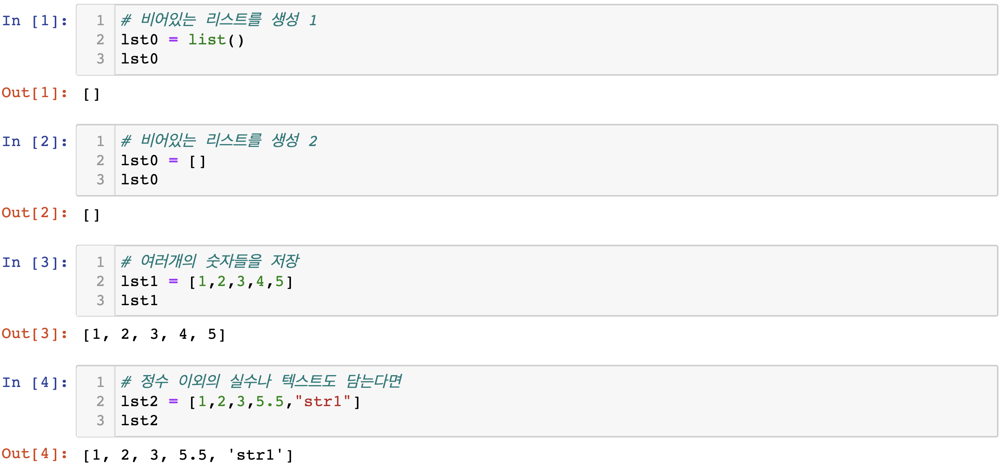 In [1]:
1 # 비어있는 리스트를 생성 1
2 lst0 = list()
3 lst0
Out[1]: []
In [2]:
1 # 비어있는 리스트를 생성 2
2 lst0 = []
3 lst0
Out[2]: []
In [3]:
1 # 여러개의 숫자들을 저장
2 lst1 = [1,2,3,4,5]
3 lst1
Out[3]: [1, 2, 3, 4, 5]
In [4]:
1 # 정수 이외의 실수나 텍스트도 담는다면
2 lst2 = [1,2,3,5.5,"str1"]
3 lst2
Out[4]: [1, 2, 3, 5.5, 'str1']